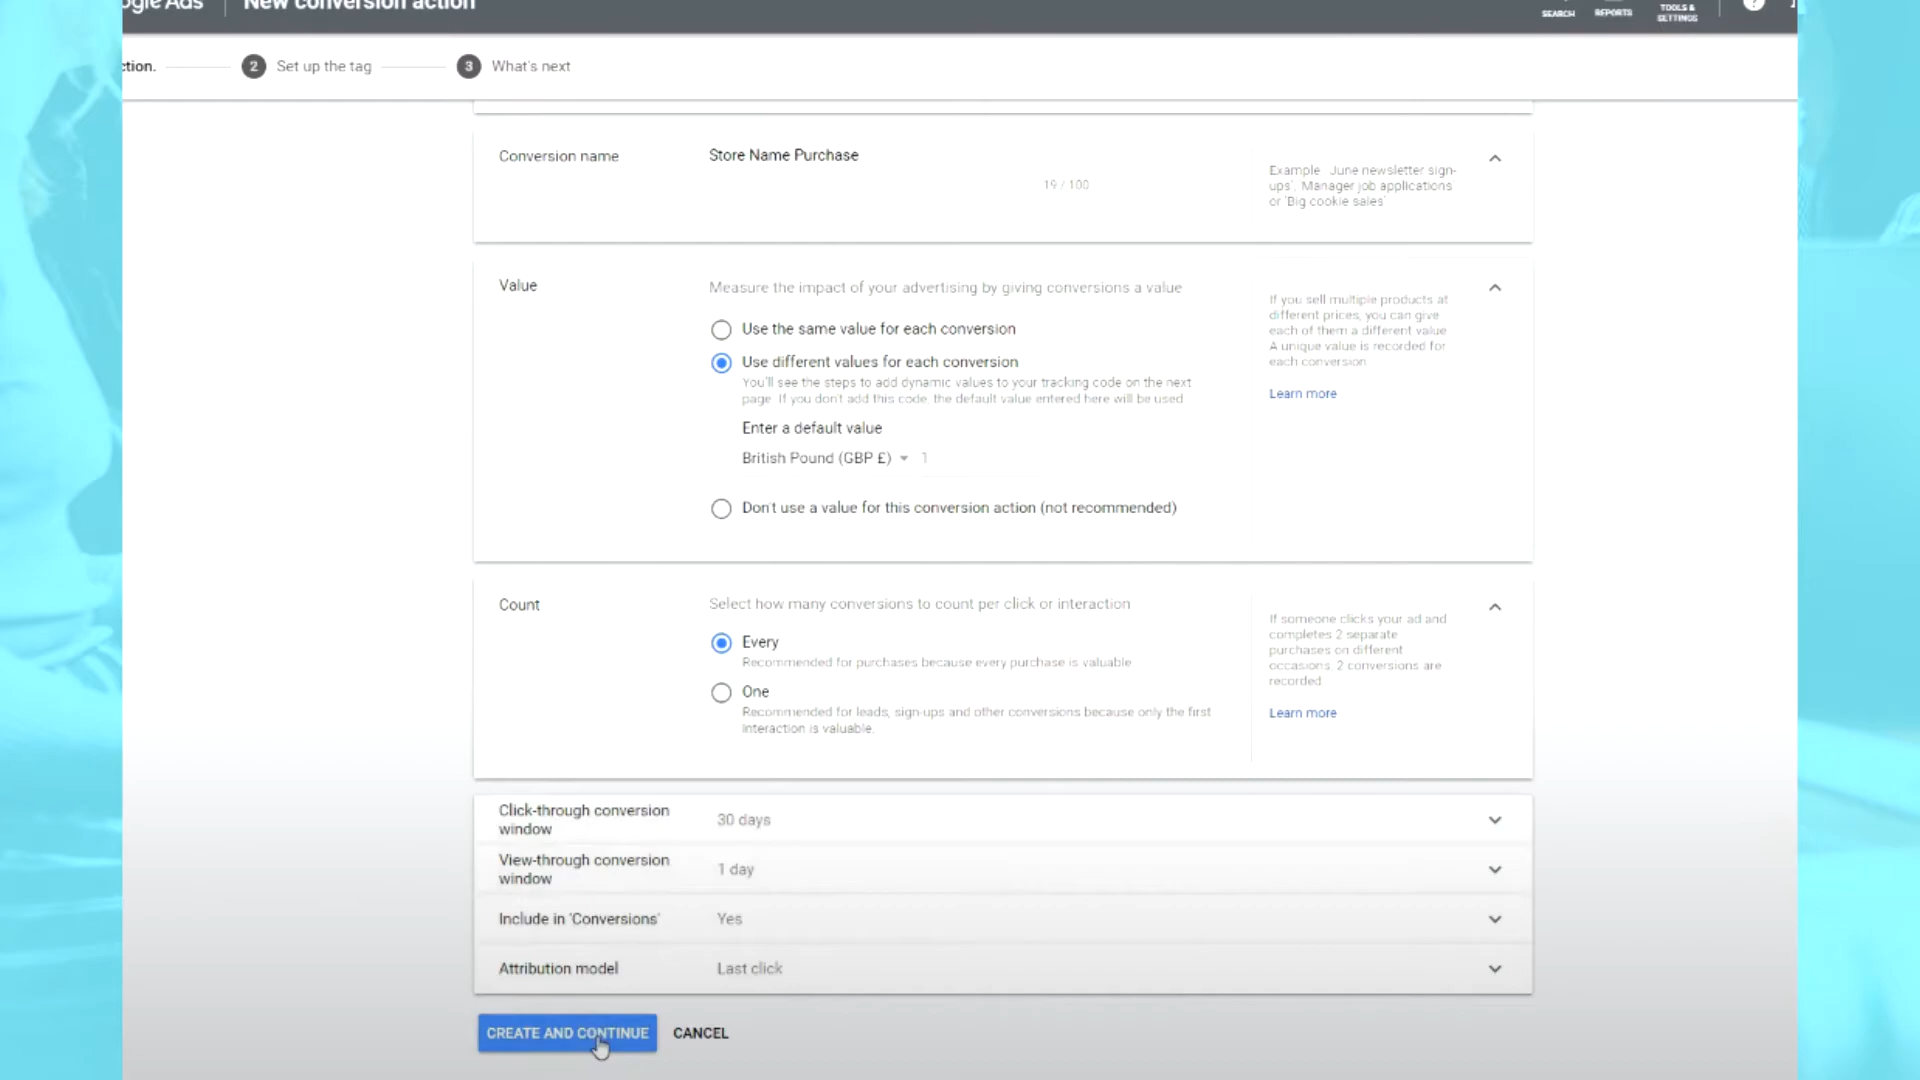 New conversion action
SEARCH
REPORTS
TOOLS &
SETTINGS
ction.
2
Set up the tag
3
What's next
Conversion name
Store Name Purchase
19 / 100
Example June newsletter sign-
ups'. Manager job applications
or 'Big cookie sales'
Value
Measure the impact of your advertising by giving conversions a value
Use the same value for each conversion
Use different values for each conversion
You'll see the steps to add dynamic values to your tracking code on the next
page. If you don't add this code, the default value entered here will be used
Enter a default value
British Pound (GBP £)
1
Don't use a value for this conversion action (not recommended)
If you sell multiple products at
different prices, you can give
each of them a different value
A unique value is recorded for
each conversion
Learn more
Count
Select how many conversions to count per click or interaction
Every
Recommended for purchases because every purchase is valuable
One
Recommended for leads, sign-ups and other conversions because only the first
interaction is valuable.
If someone clicks your ad and
completes 2 separate
purchases on different
occasions, 2 conversions are
recorded
Learn more
Click-through conversion
window
30 days
View-through conversion
window
1 day
Include in 'Conversions'
Yes
Attribution model
Last click
CREATE AND CONTINUE
CANCEL